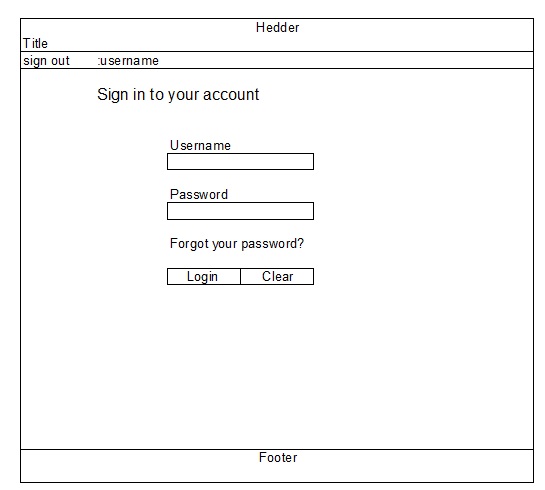 Hedder
Title
sign out :username
Sign in to your account
Username
Password
Forgot your password?
Login Clear
Footer